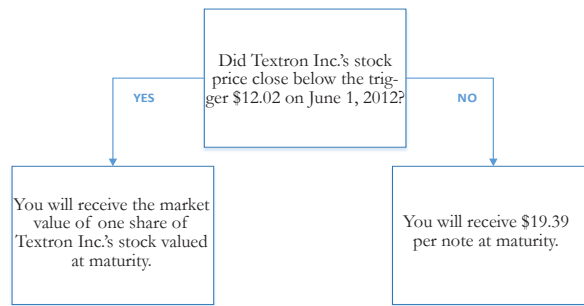 Did Textron Inc.'s stock
price close below the trig-
ger $12.02 on June 1, 2012?
YES
NO
You will receive the market
value of one share of
Textron Inc.'s stock valued
at maturity.
You will receive $19.39
per note at maturity.